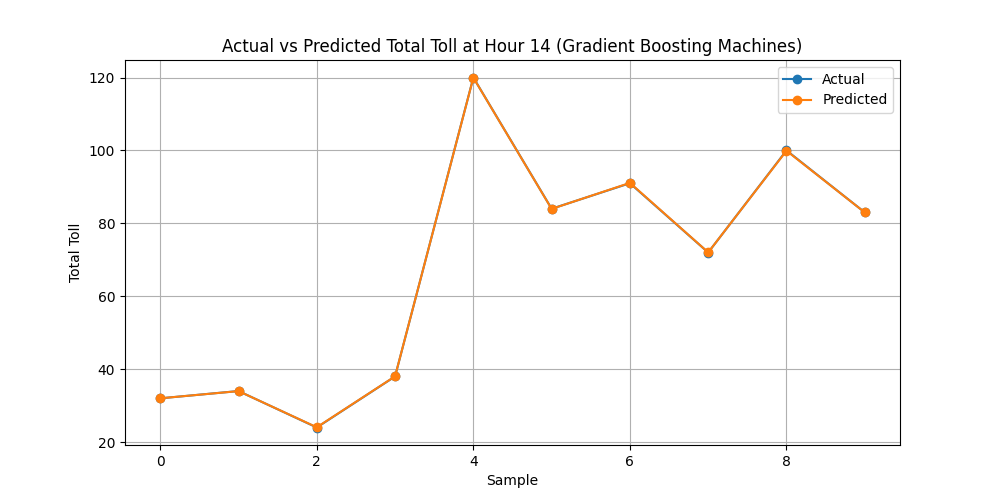 Actual vs Predicted Total Toll at Hour 14 (Gradient Boosting Machines)
Actual
Predicted
120
100
80
60
40
20
Total Toll
0 2 4 6 8
Sample